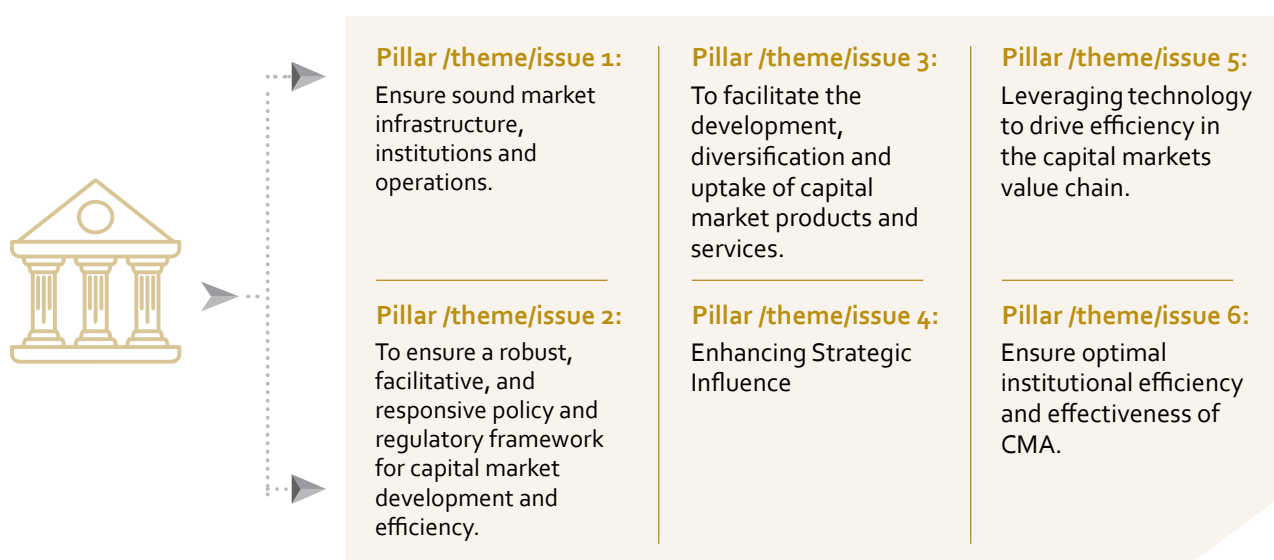 Pillar /theme/issue 1:
Ensure sound market
infrastructure,
institutions and
operations.
Pillar /theme/issue 2:
To ensure a robust,
facilitative, and
responsive policy and
regulatory framework
for capital market
development and
efficiency.
Pillar /theme/issue 3:
To facilitate the
development,
diversification and
uptake of capital
market products and
services.
Pillar /theme/issue 4:
Enhancing Strategic
Influence
Pillar /theme/issue 5:
Leveraging technology
to drive efficiency in
the capital markets
value chain.
Pillar /theme/issue 6:
Ensure optimal
institutional efficiency
and effectiveness of
CMA.